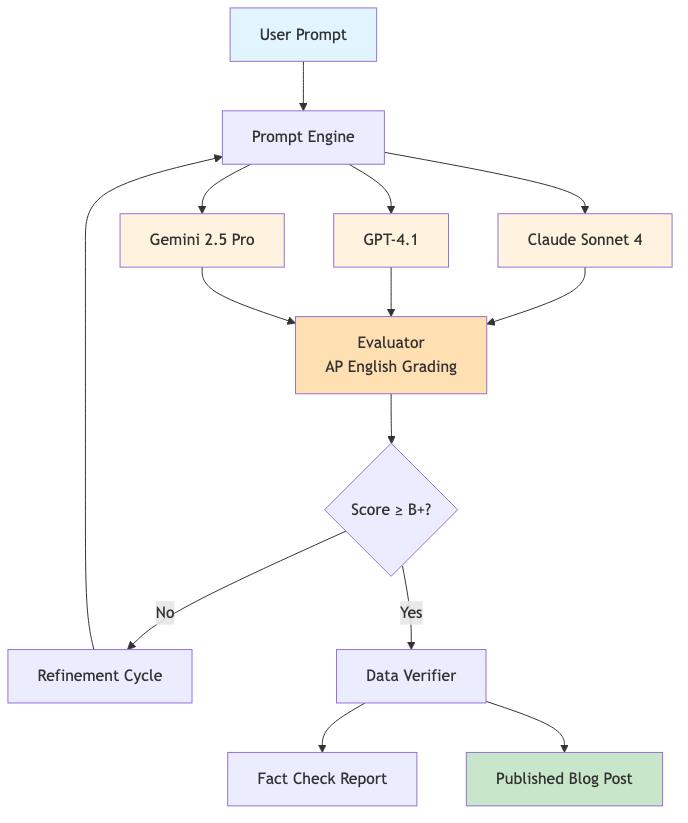 User Prompt
Prompt Engine
Gemini 2.5 Pro
GPT-4.1
Claude Sonnet 4
Evaluator
AP English Grading
Score ≥ B+?
No
Yes
Refinement Cycle
Data Verifier
Fact Check Report
Published Blog Post